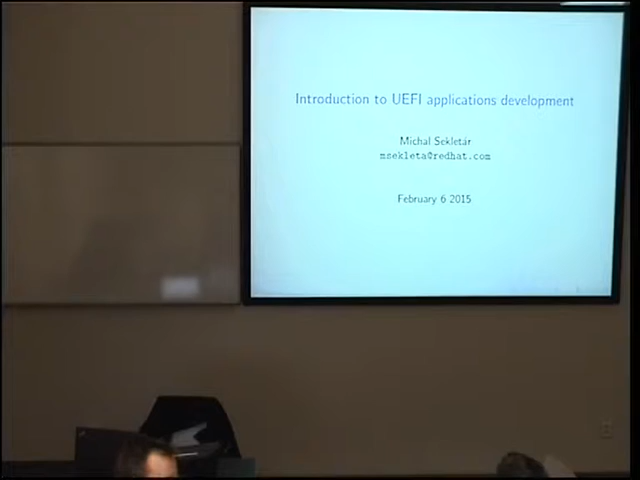 Introduction to UEFI applications development
Michal Sekletár
msekleta@redhat.com
February 6 2015